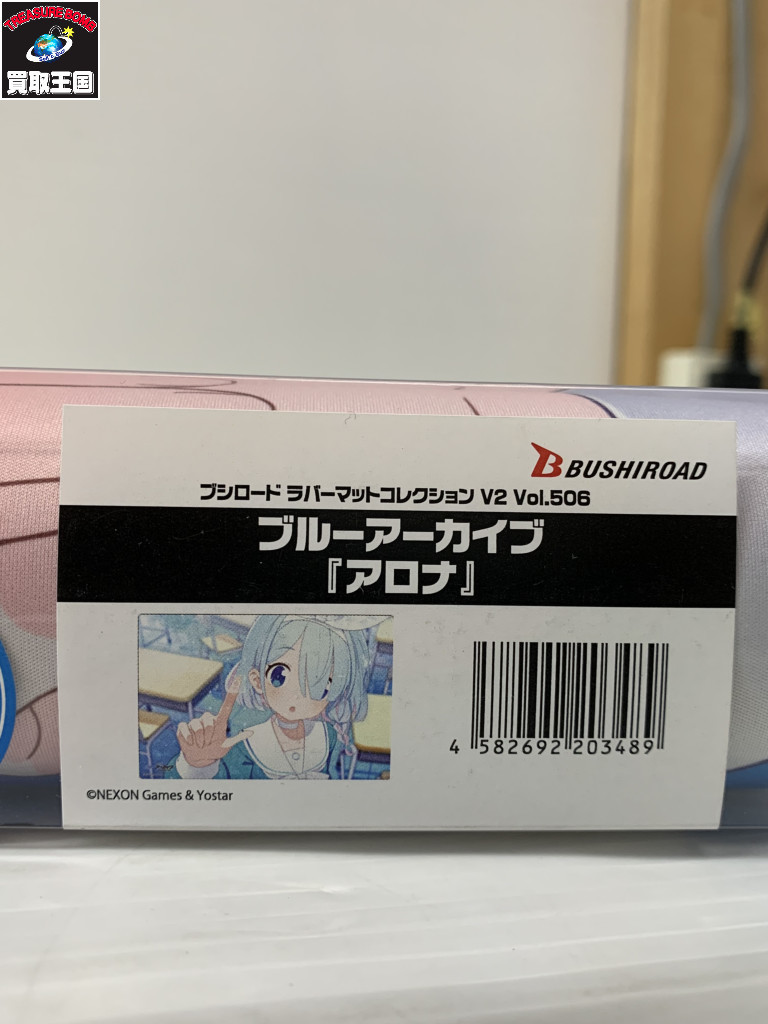 TREASURE BOMB
買取王国
BUSHIROAD
ブシロード ラバーマットコレクション V2 Vol.506
ブルーアーカイブ
『アロナ』
4 582692 203489
©NEXON Games & Yostar